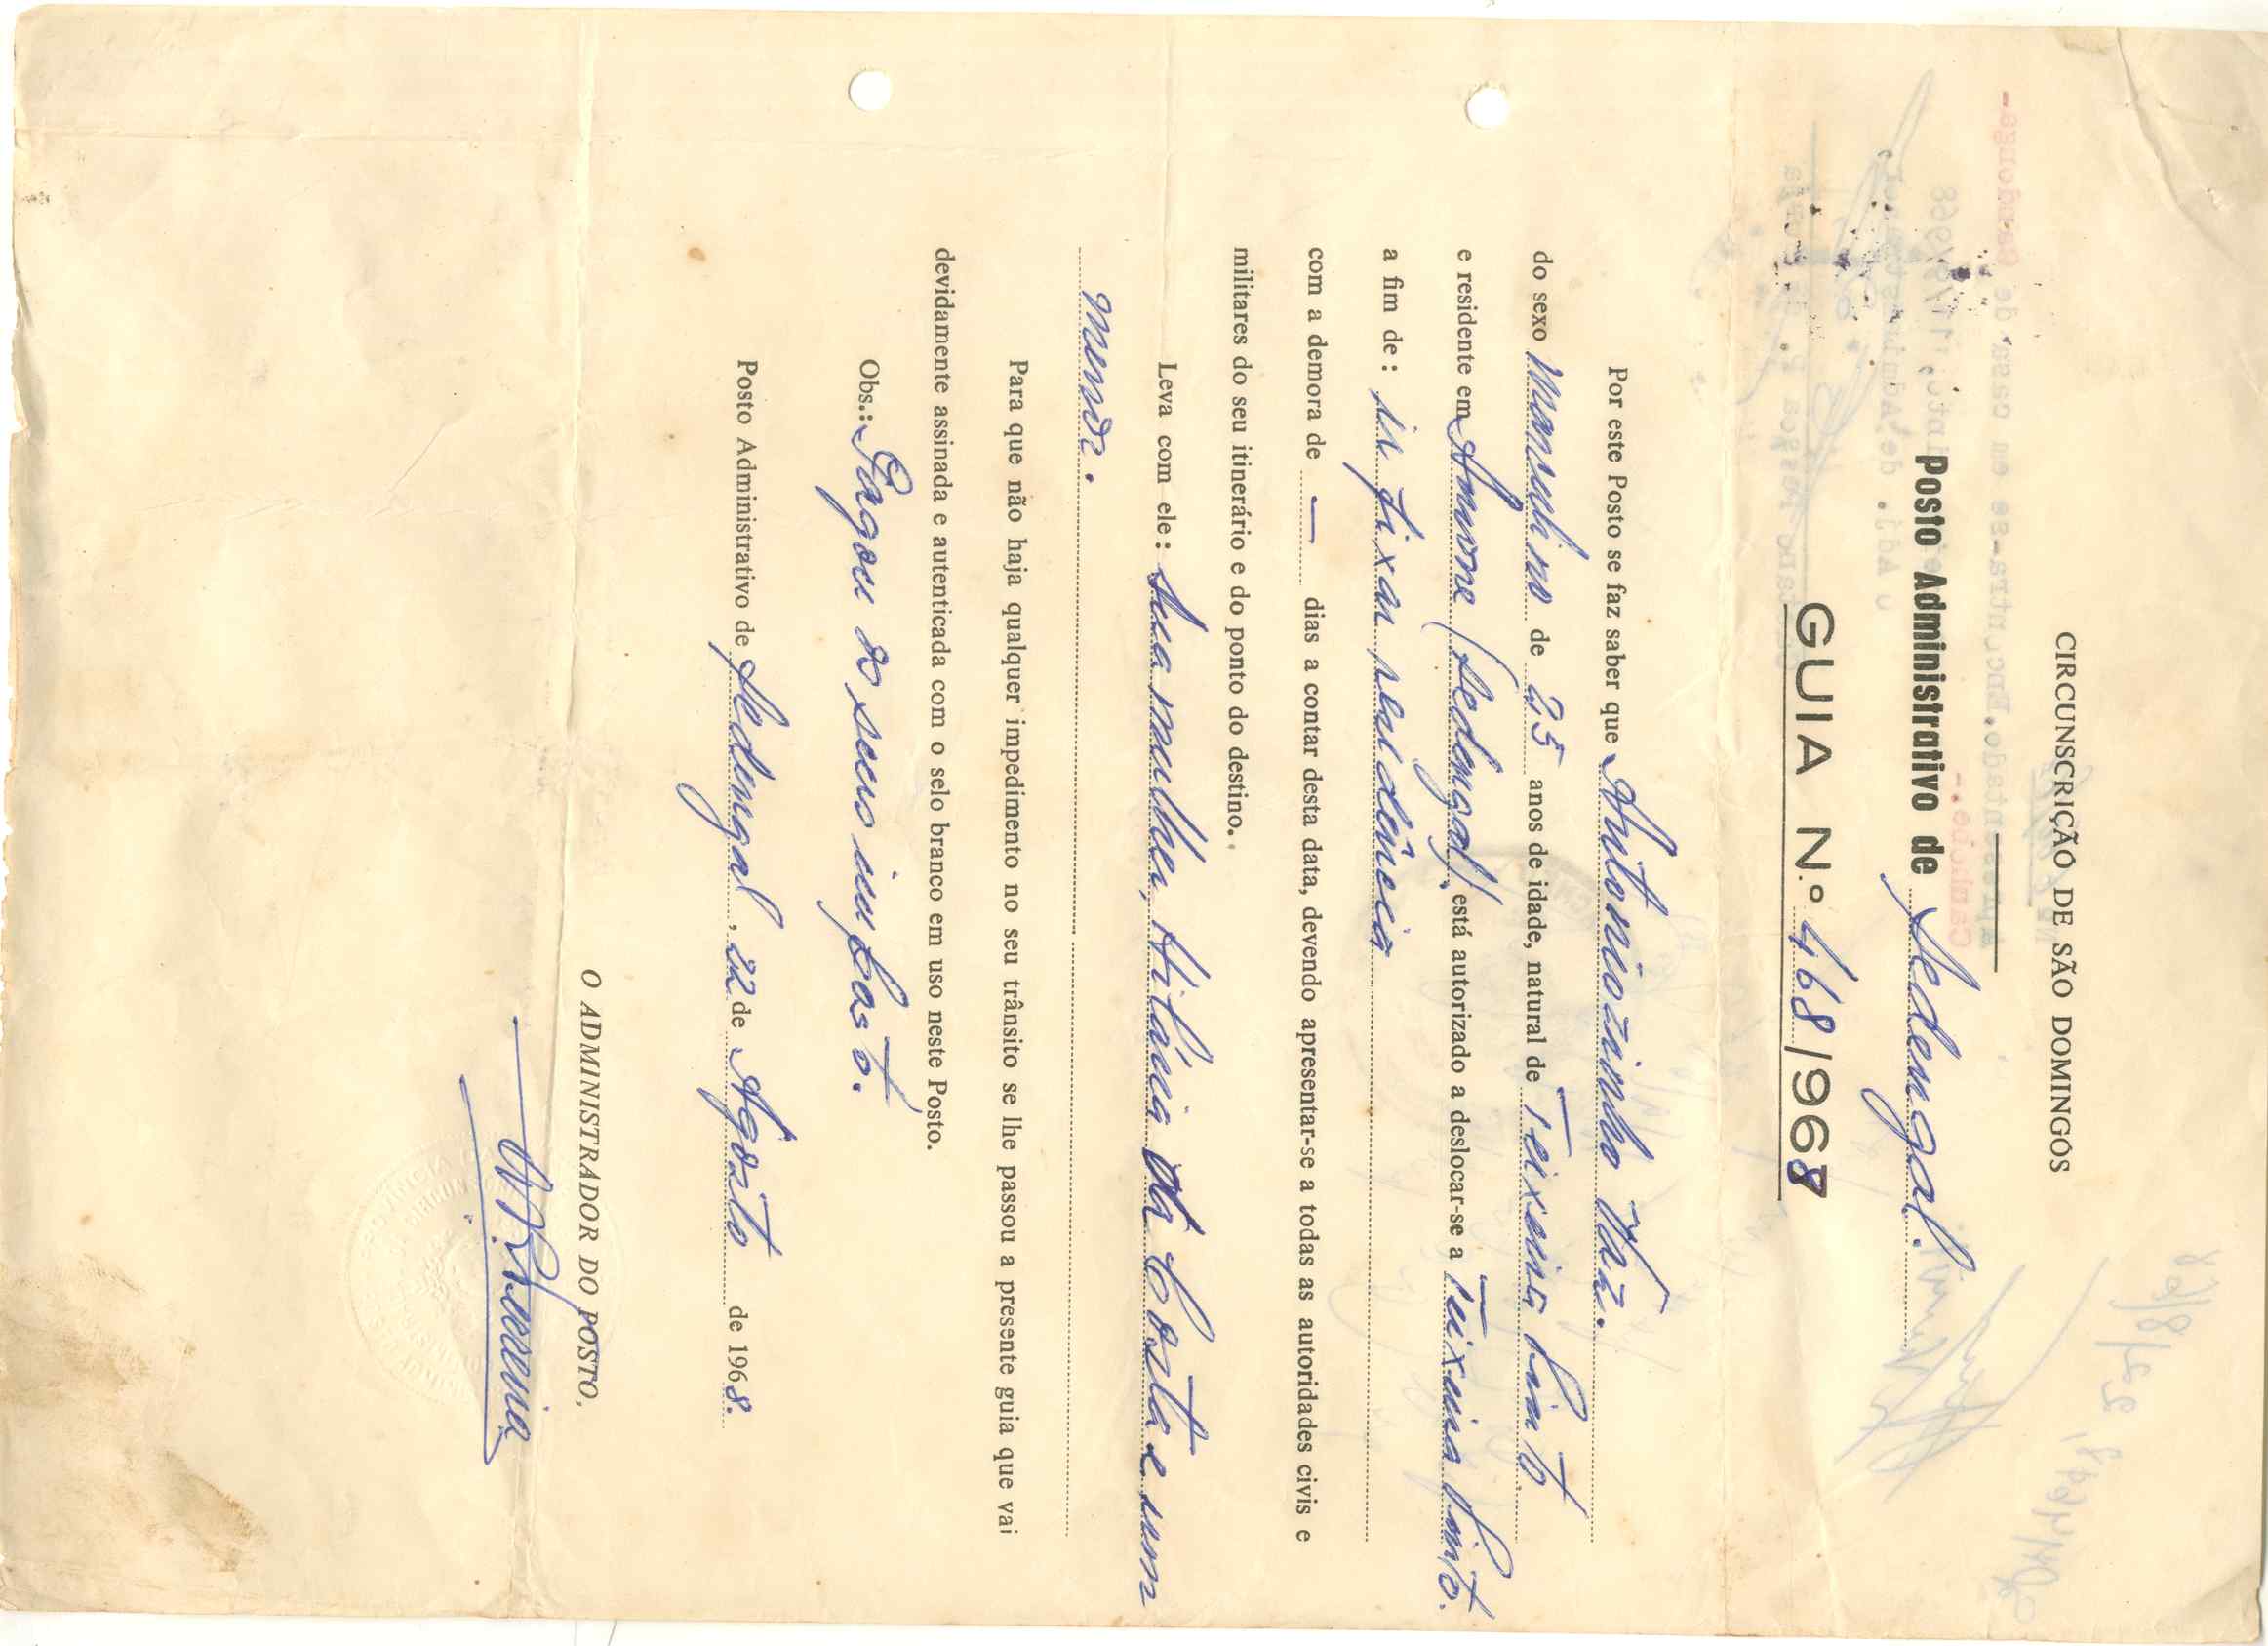 CIRCUNSCRIÇÃO DE SÃO DOMINGOS
Posto Administrativo de Sedengal.
GUIA N.º 468/1968
Por este Posto se faz saber que Antoniozinho Vaz.
do sexo Masculino de 25 anos de idade, natural de Teixeira Pinto
e residente em (Sedengal), está autorizado a deslocar-se a Teixeira Pinto.
a fim de: ir fixar residência
com a demora de — dias a contar desta data, devendo apresentar-se a todas as autoridades civis e
militares do seu itinerário e do ponto do destino.
Leva com ele: sua mulher, Hilária da Costa e um
menor.
Para que não haja qualquer impedimento no seu trânsito se lhe passou a presente guia que vai
devidamente assinada e autenticada com o selo branco em uso neste Posto.
Obs.: Pagou o seus imposto.
Posto Administrativo de Sedengal, 22 de Agosto de 1968.
O ADMINISTRADOR DO POSTO,